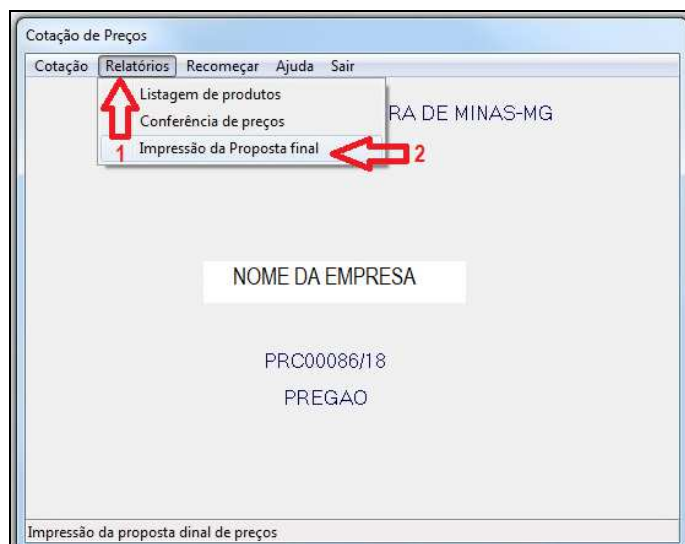 Cotação de Preços
Cotação Relatórios Recomeçar Ajuda Sair
Listagem de produtos
RA DE MINAS-MG
Conferência de preços
1 Impressão da Proposta final 2
NOME DA EMPRESA
PRC00086/18
PREGAO
Impressão da proposta dinal de preços